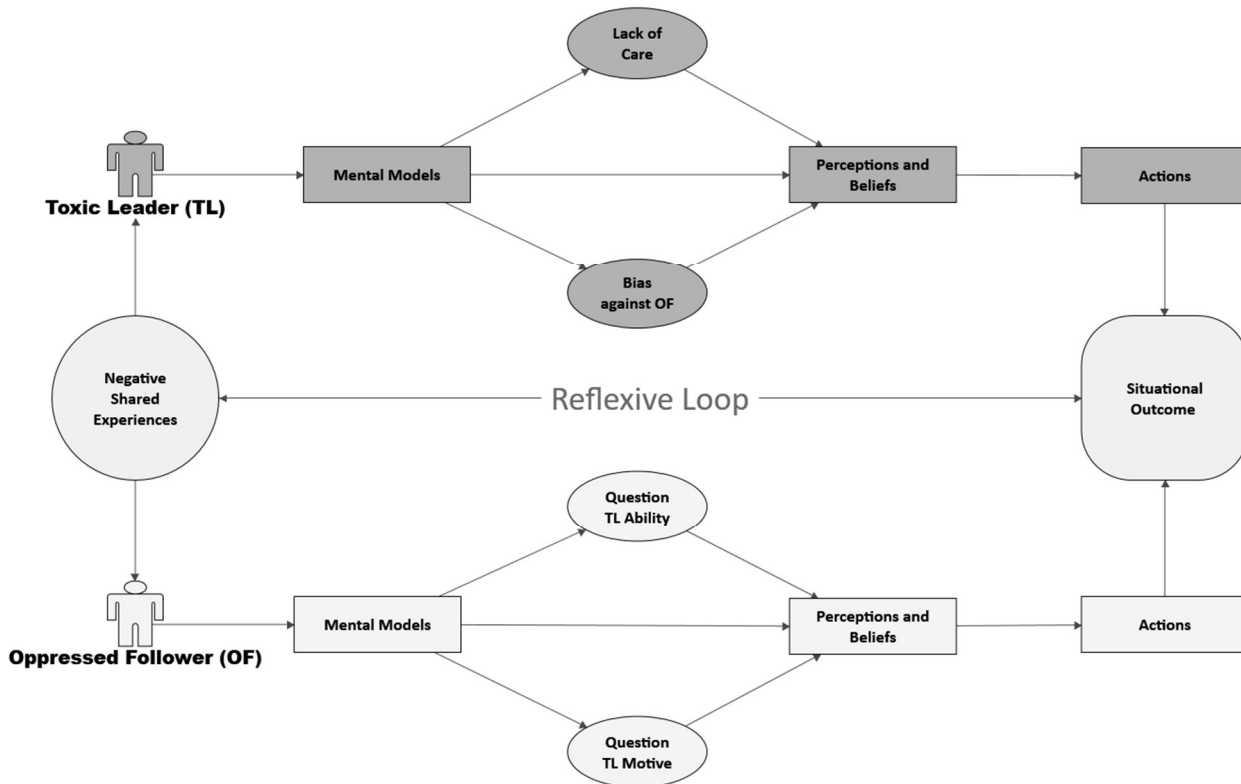 Lack of
Care
Mental Models
Perceptions and
Beliefs
Actions
Toxic Leader (TL)
Bias
against OF
Negative
Shared
Experiences
Reflexive Loop
Situational
Outcome
Question
TL Ability
Mental Models
Perceptions and
Beliefs
Actions
Oppressed Follower (OF)
Question
TL Motive